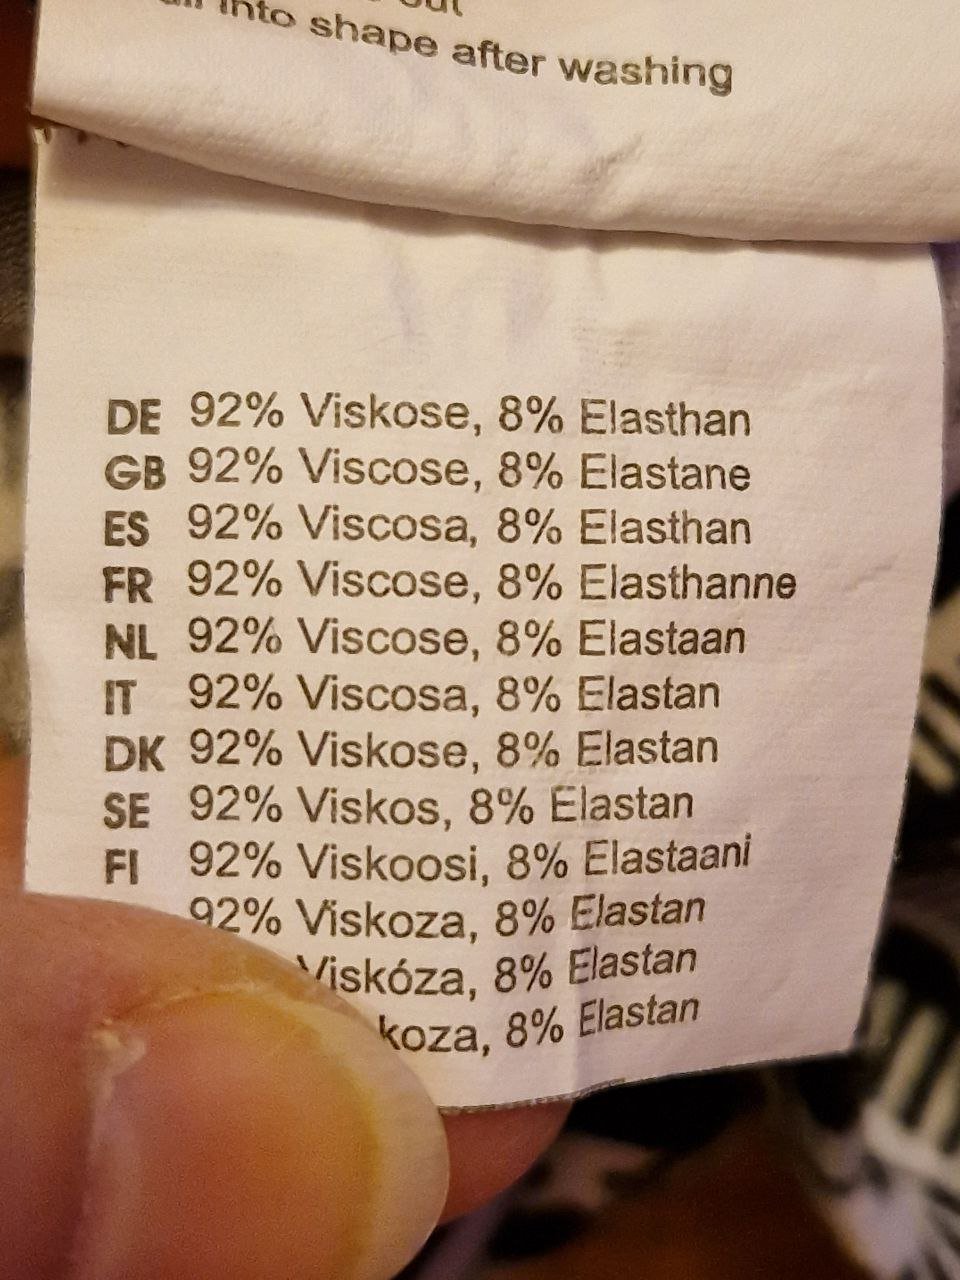 into shape after washing
DE 92% Viskose, 8% Elasthan
GB 92% Viscose, 8% Elastane
ES 92% Viscosa, 8% Elasthan
FR 92% Viscose, 8% Elasthanne
NL 92% Viscose, 8% Elastaan
IT 92% Viscosa, 8% Elastan
DK 92% Viskose, 8% Elastan
SE 92% Viskos, 8% Elastan
FI 92% Viskoosi, 8% Elastaani
92% Viskoza, 8% Elastan
Viskóza, 8% Elastan
koza, 8% Elastan